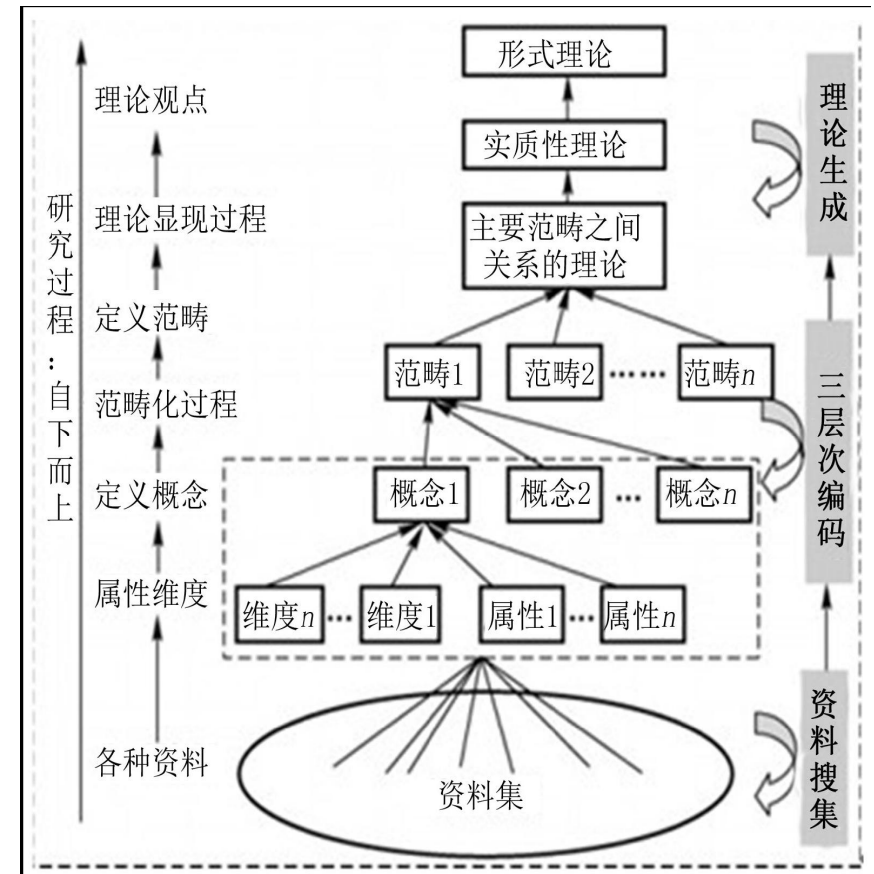 形式理论
理论观点
实质性理论
理论生成
理论显现过程
主要范畴之间
关系的理论
研究过程:自下而上
定义范畴
范畴1
范畴2
……
范畴n
范畴化过程
三层次编码
定义概念
概念1
概念2
…
概念n
属性维度
维度n
…
维度1
属性1
…
属性n
各种资料
资料集
资料搜集